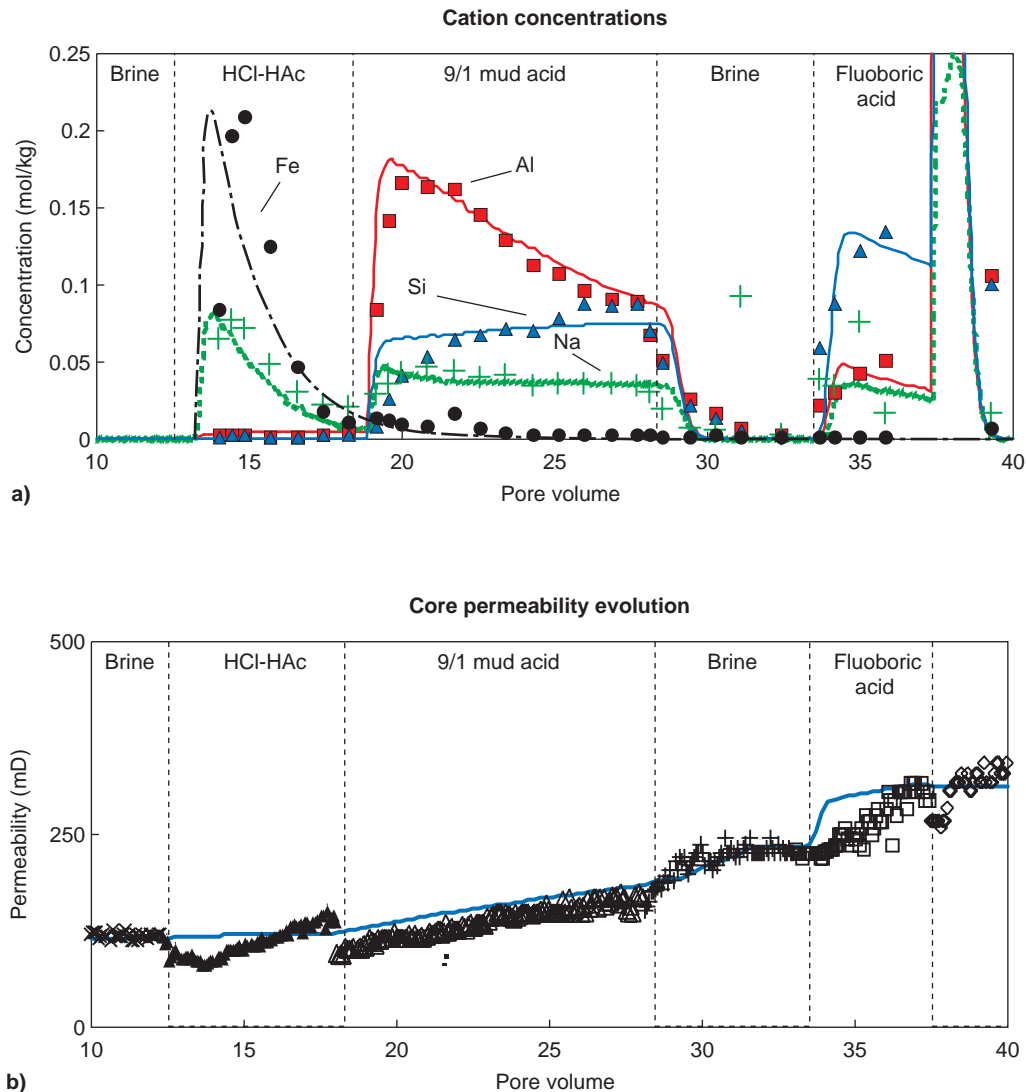 Cation concentrations
0.25
0.2
0.15
0.1
0.05
0
Concentration (mol/kg)
Brine
HCl-HAc
9/1 mud acid
Brine
Fluoboric
acid
Fe
Al
Si
Na
10
15
20
25
30
35
40
Pore volume
a)
Core permeability evolution
500
250
0
Permeability (mD)
Brine
HCl-HAc
9/1 mud acid
Brine
Fluoboric
acid
10
15
20
25
30
35
40
Pore volume
b)